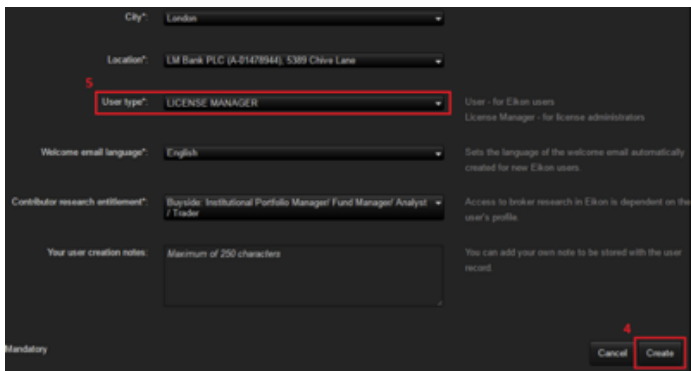 City*: London
Location*: LM Bank PLC (A-01478944), 5389 Chive Lane
5
User type*: LICENSE MANAGER User - for Eikon users
License Manager - for license administrators
Welcome email language*: English Sets the language of the welcome email automatically
created for new Eikon users.
Contributor research entitlement*: Buyside: Institutional Portfolio Manager/ Fund Manager/ Analyst
/ Trader
Access to broker research in Eikon is dependent on the
user's profile.
Your user creation notes: Maximum of 250 characters You can add your own note to be stored with the user
record.
4
Mandatory Cancel Create